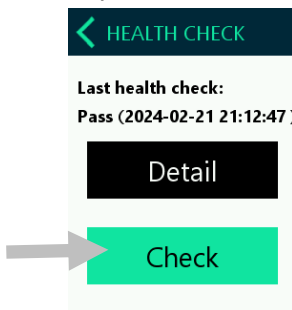 HEALTH CHECK
Last health check:
Pass (2024-02-21 21:12:47 )
Detail
Check